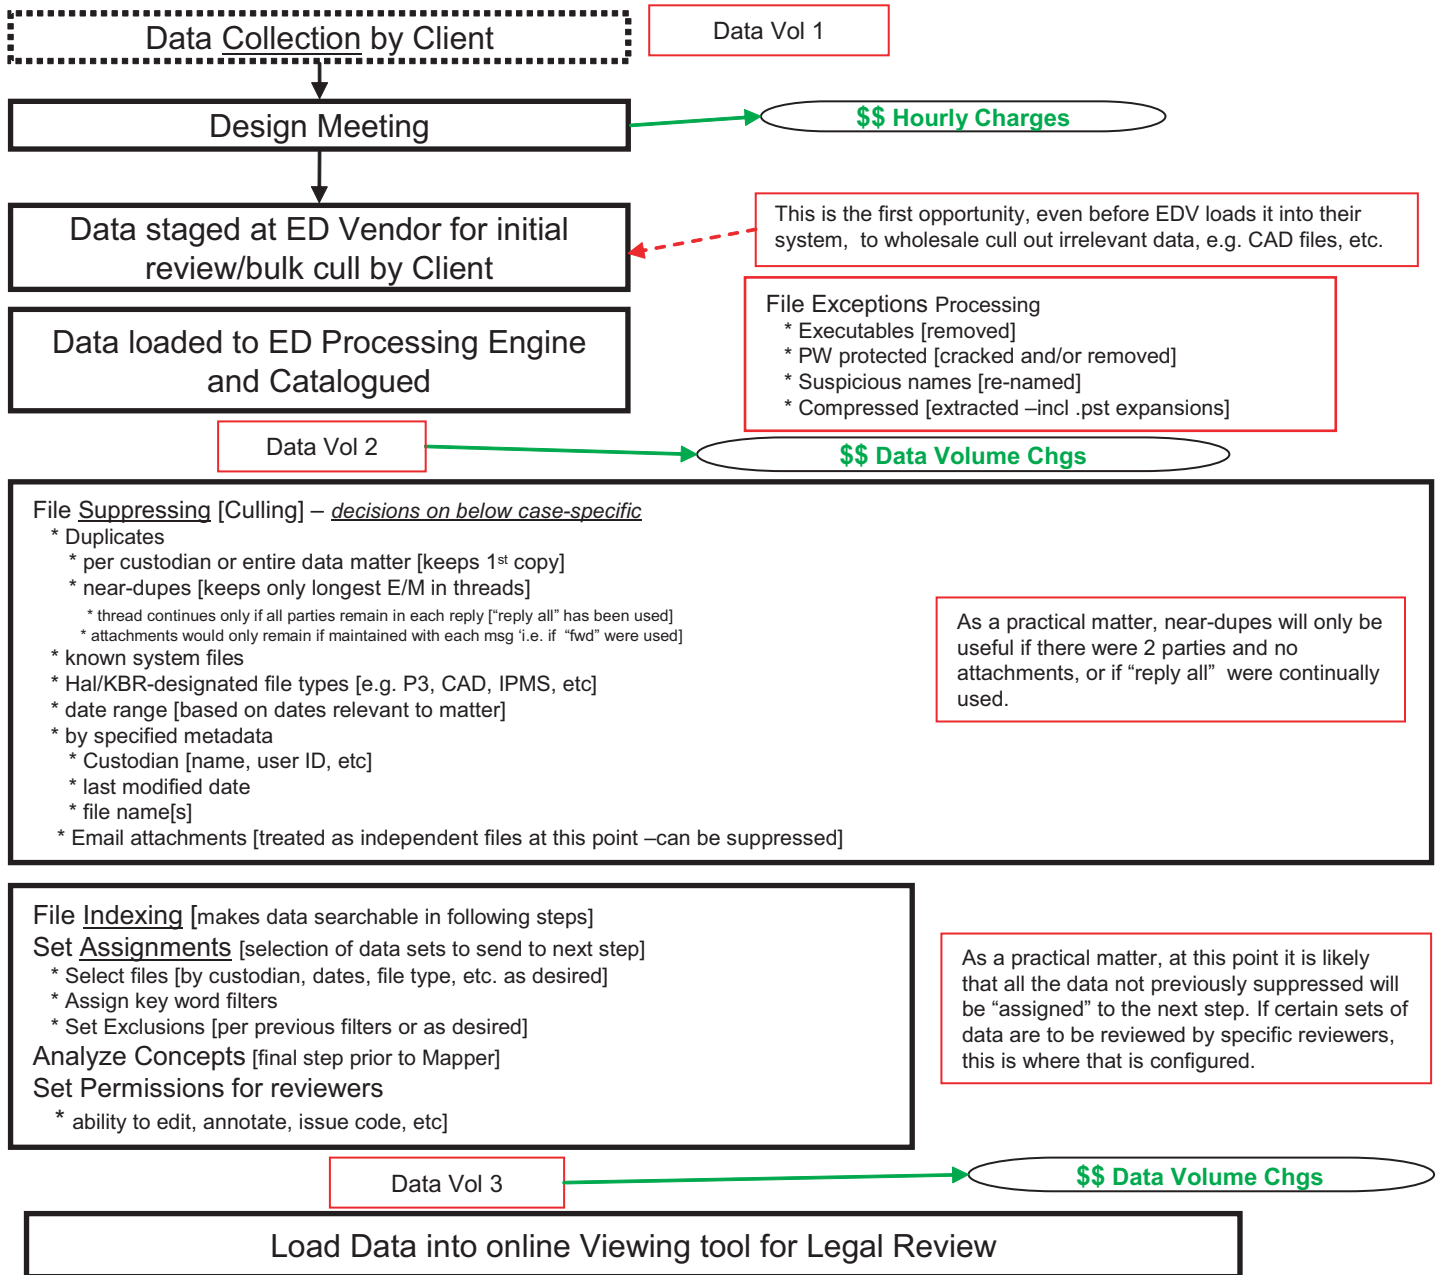 Data Collection by Client
Data Vol 1
Design Meeting
$$ Hourly Charges
Data staged at ED Vendor for initial
review/bulk cull by Client
This is the first opportunity, even before EDV loads it into their
system,  to wholesale cull out irrelevant data, e.g. CAD files, etc.
Data loaded to ED Processing Engine
and Catalogued
File Exceptions Processing
* Executables [removed]
* PW protected [cracked and/or removed]
* Suspicious names [re-named]
* Compressed [extracted –incl .pst expansions]
Data Vol 2
$$ Data Volume Chgs
File Suppressing [Culling] – decisions on below case-specific
* Duplicates
* per custodian or entire data matter [keeps 1st copy]
* near-dupes [keeps only longest E/M in threads]
* thread continues only if all parties remain in each reply [“reply all” has been used]
* attachments would only remain if maintained with each msg ‘i.e. if  “fwd” were used]
* known system files
* Hal/KBR-designated file types [e.g. P3, CAD, IPMS, etc]
* date range [based on dates relevant to matter]
* by specified metadata
* Custodian [name, user ID, etc]
* last modified date
* file name[s]
* Email attachments [treated as independent files at this point –can be suppressed]
As a practical matter, near-dupes will only be
useful if there were 2 parties and no
attachments, or if “reply all”  were continually
used.
File Indexing [makes data searchable in following steps]
Set Assignments [selection of data sets to send to next step]
* Select files [by custodian, dates, file type, etc. as desired]
* Assign key word filters
* Set Exclusions [per previous filters or as desired]
Analyze Concepts [final step prior to Mapper]
Set Permissions for reviewers
* ability to edit, annotate, issue code, etc]
As a practical matter, at this point it is likely
that all the data not previously suppressed will
be “assigned” to the next step. If certain sets of
data are to be reviewed by specific reviewers,
this is where that is configured.
Data Vol 3
$$ Data Volume Chgs
Load Data into online Viewing tool for Legal Review